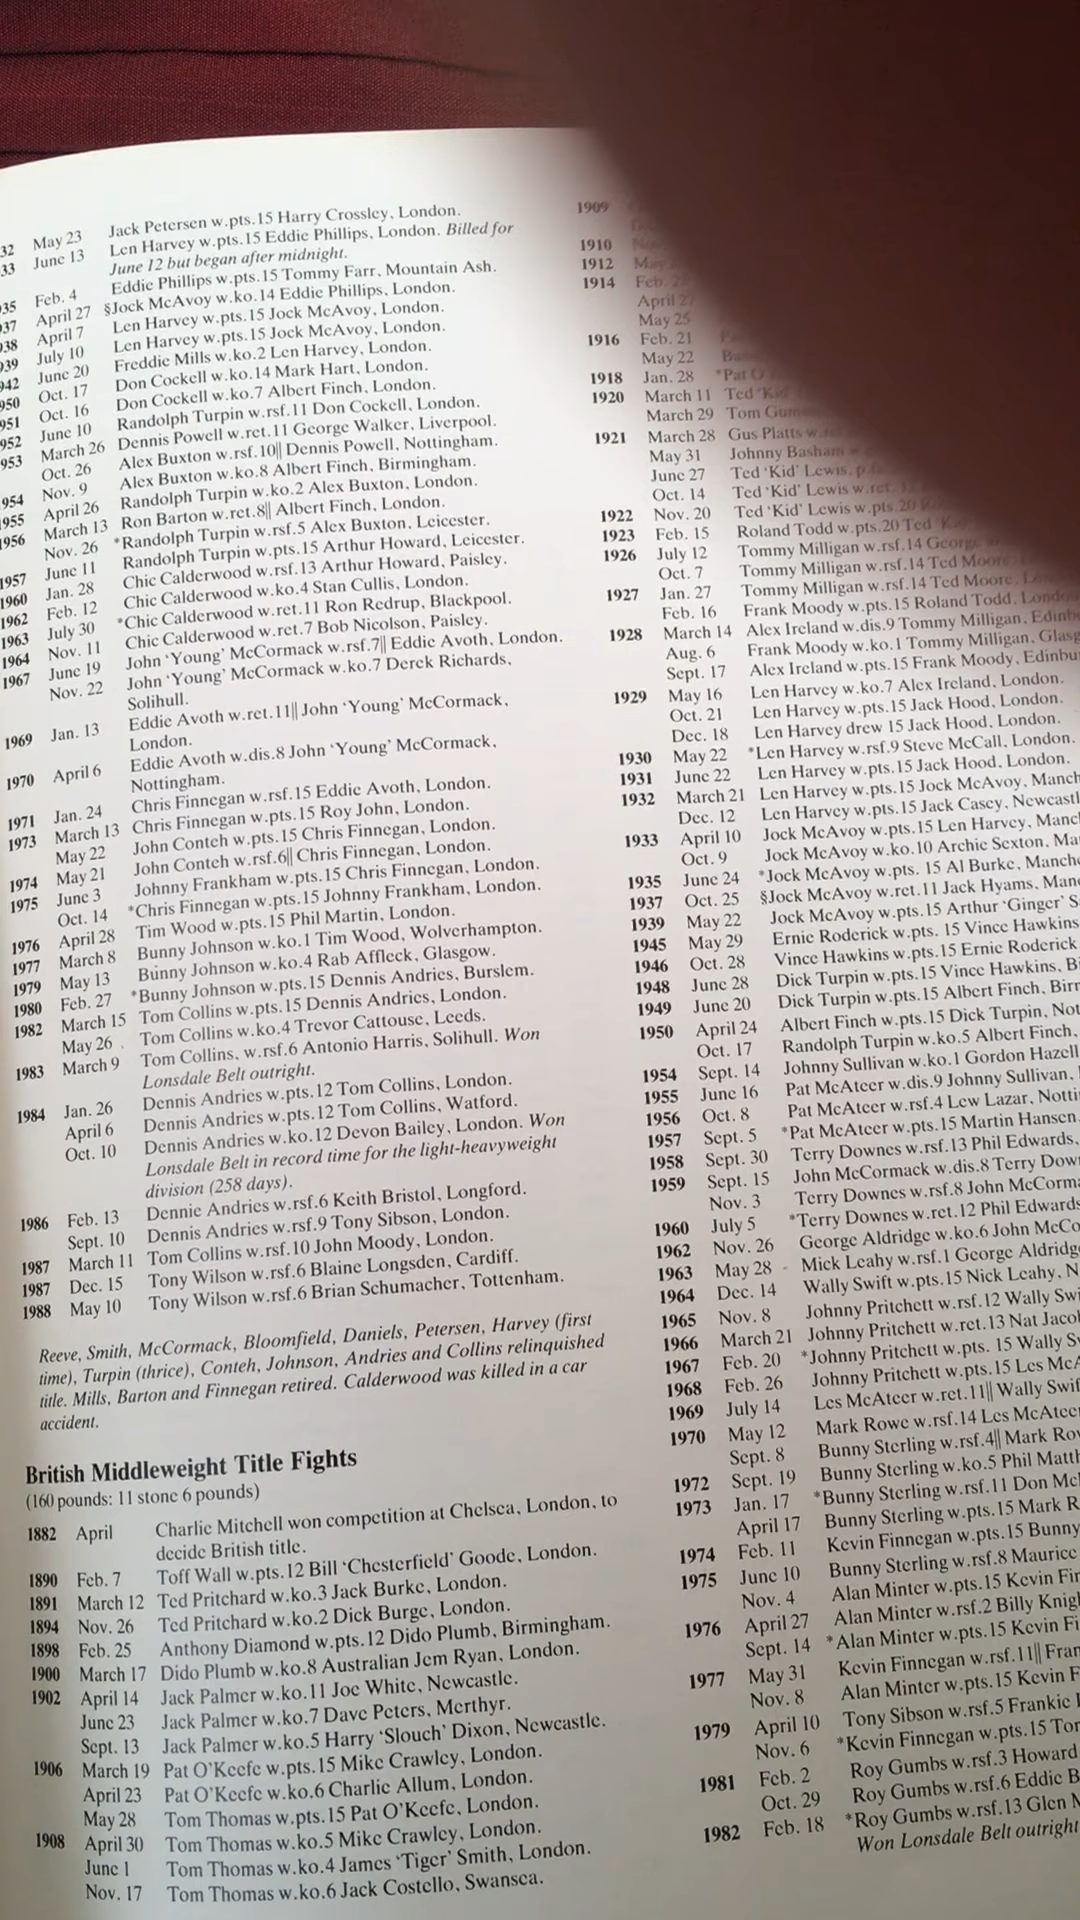 32 May 23 Jack Petersen w.pts.15 Harry Crossley, London.
33 June 13 Len Harvey w.pts.15 Eddie Phillips, London. Billed for
June 12 but began after midnight.
935 Feb. 4 Eddie Phillips w.pts.15 Tommy Farr, Mountain Ash.
937 April 27 §Jock McAvoy w.ko.14 Eddie Phillips, London.
938 April 7 Len Harvey w.pts.15 Jock McAvoy, London.
939 July 10 Len Harvey w.pts.15 Jock McAvoy, London.
942 June 20 Freddie Mills w.ko.2 Len Harvey, London.
950 Oct. 17 Don Cockell w.ko.14 Mark Hart, London.
951 Oct. 16 Don Cockell w.ko.7 Albert Finch, London.
952 June 10 Randolph Turpin w.rsf.11 Don Cockell, London.
953 March 26 Dennis Powell w.ret.11 George Walker, Liverpool.
Oct. 26 Alex Buxton w.rsf.10|| Dennis Powell, Nottingham.
954 Nov. 9 Alex Buxton w.ko.8 Albert Finch, Birmingham.
1955 April 26 Randolph Turpin w.ko.2 Alex Buxton, London.
1956 March 13 Ron Barton w.ret.8|| Albert Finch, London.
Nov. 26 *Randolph Turpin w.rsf.5 Alex Buxton, Leicester.
1957 June 11 Randolph Turpin w.pts.15 Arthur Howard, Leicester.
1960 Jan. 28 Chic Calderwood w.rsf.13 Arthur Howard, Paisley.
1962 Feb. 12 Chic Calderwood w.ko.4 Stan Cullis, London.
1963 July 30 *Chic Calderwood w.ret.11 Ron Redrup, Blackpool.
1964 Nov. 11 Chic Calderwood w.ret.7 Bob Nicolson, Paisley.
1967 June 19 John ‘Young’ McCormack w.rsf.7|| Eddie Avoth, London.
Nov. 22 John ‘Young’ McCormack w.ko.7 Derek Richards,
Solihull.
1969 Jan. 13 Eddie Avoth w.ret.11|| John ‘Young’ McCormack,
London.
1970 April 6 Eddie Avoth w.dis.8 John ‘Young’ McCormack,
Nottingham.
1971 Jan. 24 Chris Finnegan w.rsf.15 Eddie Avoth, London.
1973 March 13 Chris Finnegan w.pts.15 Roy John, London.
May 22 John Conteh w.pts.15 Chris Finnegan, London.
1974 May 21 John Conteh w.rsf.6|| Chris Finnegan, London.
1975 June 3 Johnny Frankham w.pts.15 Chris Finnegan, London.
Oct. 14 *Chris Finnegan w.pts.15 Johnny Frankham, London.
1976 April 28 Tim Wood w.pts.15 Phil Martin, London.
1977 March 8 Bunny Johnson w.ko.1 Tim Wood, Wolverhampton.
1979 May 13 Bunny Johnson w.ko.4 Rab Affleck, Glasgow.
1980 Feb. 27 *Bunny Johnson w.pts.15 Dennis Andries, Burslem.
1982 March 15 Tom Collins w.pts.15 Dennis Andries, London.
May 26 Tom Collins w.ko.4 Trevor Cattouse, Leeds.
1983 March 9 Tom Collins, w.rsf.6 Antonio Harris, Solihull. Won
Lonsdale Belt outright.
1984 Jan. 26 Dennis Andries w.pts.12 Tom Collins, London.
April 6 Dennis Andries w.pts.12 Tom Collins, Watford.
Oct. 10 Dennis Andries w.ko.12 Devon Bailey, London. Won
Lonsdale Belt in record time for the light-heavyweight
division (258 days).
1986 Feb. 13 Dennie Andries w.rsf.6 Keith Bristol, Longford.
Sept. 10 Dennis Andries w.rsf.9 Tony Sibson, London.
1987 March 11 Tom Collins w.rsf.10 John Moody, London.
1987 Dec. 15 Tony Wilson w.rsf.6 Blaine Longsden, Cardiff.
1988 May 10 Tony Wilson w.rsf.6 Brian Schumacher, Tottenham.
Reeve, Smith, McCormack, Bloomfield, Daniels, Petersen, Harvey (first
time), Turpin (thrice), Conteh, Johnson, Andries and Collins relinquished
title. Mills, Barton and Finnegan retired. Calderwood was killed in a car
accident.
British Middleweight Title Fights
(160 pounds: 11 stone 6 pounds)
1882 April Charlie Mitchell won competition at Chelsea, London, to
decide British title.
1890 Feb. 7 Toff Wall w.pts.12 Bill ‘Chesterfield’ Goode, London.
1891 March 12 Ted Pritchard w.ko.3 Jack Burke, London.
1894 Nov. 26 Ted Pritchard w.ko.2 Dick Burge, London.
1898 Feb. 25 Anthony Diamond w.pts.12 Dido Plumb, Birmingham.
1900 March 17 Dido Plumb w.ko.8 Australian Jem Ryan, London.
1902 April 14 Jack Palmer w.ko.11 Joe White, Newcastle.
June 23 Jack Palmer w.ko.7 Dave Peters, Merthyr.
Sept. 13 Jack Palmer w.ko.5 Harry ‘Slouch’ Dixon, Newcastle.
1906 March 19 Pat O’Keefe w.pts.15 Mike Crawley, London.
April 23 Pat O’Keefe w.ko.6 Charlie Allum, London.
May 28 Tom Thomas w.pts.15 Pat O’Keefe, London.
1908 April 30 Tom Thomas w.ko.5 Mike Crawley, London.
June 1 Tom Thomas w.ko.4 James ‘Tiger’ Smith, London.
Nov. 17 Tom Thomas w.ko.6 Jack Costello, Swansea.
1909
1910
1912 May
1914 Feb.
April 27
May 25
1916 Feb. 21
May 22
1918 Jan. 28 *Pat
1920 March 11 Ted ‘Kid’
March 29 Tom
1921 March 28 Gus Platts
May 31 Johnny Basham
June 27 Ted ‘Kid’ Lewis,
Oct. 14 Ted ‘Kid’ Lewis w.ret.
1922 Nov. 20 Ted ‘Kid’ Lewis w.pts.20
1923 Feb. 15 Roland Todd w.pts.20 Ted
1926 July 12 Tommy Milligan w.rsf.14 George
Oct. 7 Tommy Milligan w.rsf.14 Ted Moore,
1927 Jan. 27 Tommy Milligan w.rsf.14 Ted Moore,
Feb. 16 Frank Moody w.pts.15 Roland Todd, London
1928 March 14 Alex Ireland w.dis.9 Tommy Milligan, Edinb
Aug. 6 Frank Moody w.ko.1 Tommy Milligan, Glasg
Sept. 17 Alex Ireland w.pts.15 Frank Moody, Edinbu
1929 May 16 Len Harvey w.ko.7 Alex Ireland, London.
Oct. 21 Len Harvey w.pts.15 Jack Hood, London.
Dec. 18 Len Harvey drew 15 Jack Hood, London.
1930 May 22 *Len Harvey w.rsf.9 Steve McCall, London.
1931 June 22 Len Harvey w.pts.15 Jack Hood, London.
1932 March 21 Len Harvey w.pts.15 Jock McAvoy, Manch
Dec. 12 Len Harvey w.pts.15 Jack Casey, Newcastl
1933 April 10 Jock McAvoy w.pts.15 Len Harvey, Manc
Oct. 9 Jock McAvoy w.ko.10 Archie Sexton, Ma
1935 June 24 *Jock McAvoy w.pts. 15 Al Burke, Manche
1937 Oct. 25 §Jock McAvoy w.ret.11 Jack Hyams, Man
1939 May 22 Jock McAvoy w.pts.15 Arthur ‘Ginger’ S
1945 May 29 Ernie Roderick w.pts. 15 Vince Hawkins
1946 Oct. 28 Vince Hawkins w.pts.15 Ernie Roderick
1948 June 28 Dick Turpin w.pts.15 Vince Hawkins, Bi
1949 June 20 Dick Turpin w.pts.15 Albert Finch, Birr
1950 April 24 Albert Finch w.pts.15 Dick Turpin, Not
Oct. 17 Randolph Turpin w.ko.5 Albert Finch,
1954 Sept. 14 Johnny Sullivan w.ko.1 Gordon Hazell
1955 June 16 Pat McAteer w.dis.9 Johnny Sullivan,
1956 Oct. 8 Pat McAteer w.rsf.4 Lew Lazar, Notti
1957 Sept. 5 *Pat McAteer w.pts.15 Martin Hansen
1958 Sept. 30 Terry Downes w.rsf.13 Phil Edwards,
1959 Sept. 15 John McCormack w.dis.8 Terry Dow
Nov. 3 Terry Downes w.rsf.8 John McCorma
1960 July 5 *Terry Downes w.ret.12 Phil Edwards
1962 Nov. 26 George Aldridge w.ko.6 John McCo
1963 May 28 Mick Leahy w.rsf.1 George Aldridg
1964 Dec. 14 Wally Swift w.pts.15 Nick Leahy, N
1965 Nov. 8 Johnny Pritchett w.rsf.12 Wally Swi
1966 March 21 Johnny Pritchett w.ret.13 Nat Jacob
1967 Feb. 20 *Johnny Pritchett w.pts. 15 Wally Sw
1968 Feb. 26 Johnny Pritchett w.pts.15 Les McA
1969 July 14 Les McAteer w.ret.11|| Wally Swif
1970 May 12 Mark Rowe w.rsf.14 Les McAteer
Sept. 8 Bunny Sterling w.rsf.4|| Mark Row
1972 Sept. 19 Bunny Sterling w.ko.5 Phil Matth
1973 Jan. 17 *Bunny Sterling w.rsf.11 Don McM
April 17 Bunny Sterling w.pts.15 Mark R
1974 Feb. 11 Kevin Finnegan w.pts.15 Bunny
1975 June 10 Bunny Sterling w.rsf.8 Maurice
Nov. 4 Alan Minter w.pts.15 Kevin Fin
1976 April 27 Alan Minter w.rsf.2 Billy Knigh
Sept. 14 *Alan Minter w.pts.15 Kevin Fi
1977 May 31 Kevin Finnegan w.rsf.11|| Fran
Nov. 8 Alan Minter w.pts.15 Kevin F
1979 April 10 Tony Sibson w.rsf.5 Frankie
Nov. 6 *Kevin Finnegan w.pts.15 Ton
1981 Feb. 2 Roy Gumbs w.rsf.3 Howard
Oct. 29 Roy Gumbs w.rsf.6 Eddie B
1982 Feb. 18 *Roy Gumbs w.rsf.13 Glen M
Won Lonsdale Belt outright